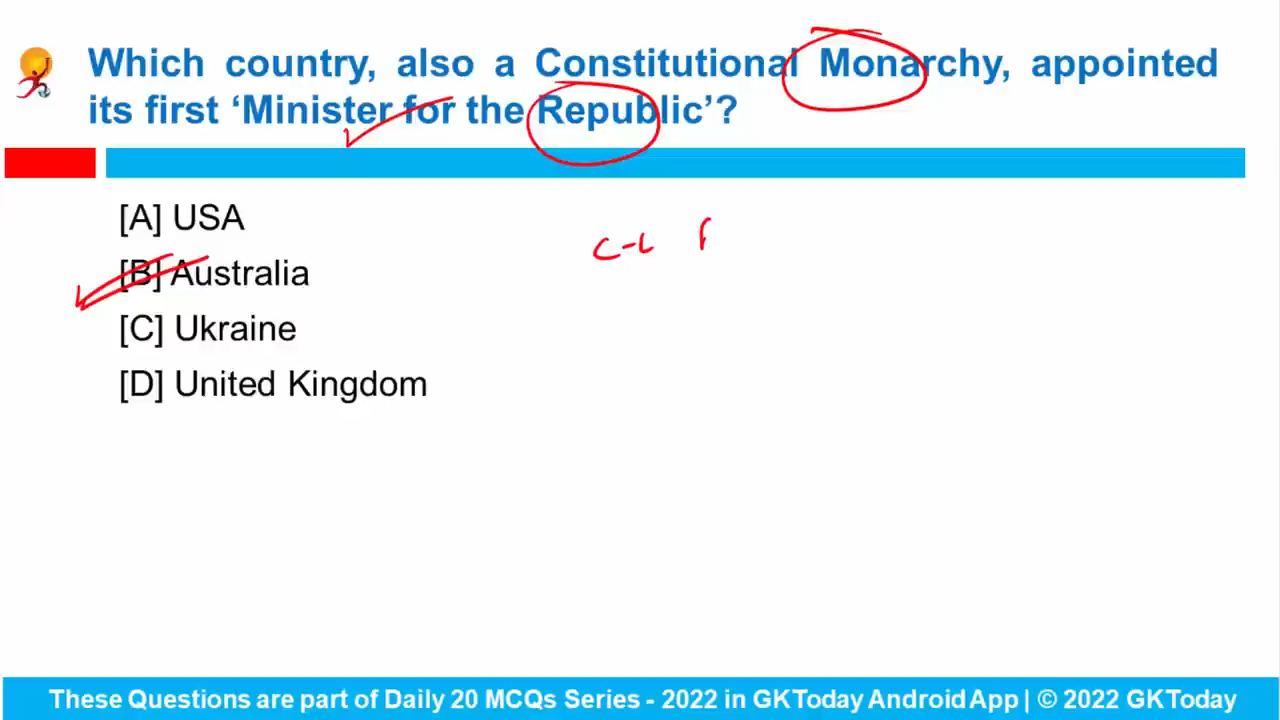 Which country, also a Constitutional Monarchy, appointed
its first ‘Minister for the Republic’?
[A] USA
[B] Australia
[C] Ukraine
[D] United Kingdom
These Questions are part of Daily 20 MCQs Series - 2022 in GKToday Android App | © 2022 GKToday